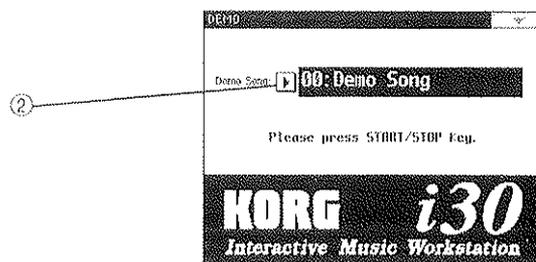 DEMO
Demo Song: 00:Demo Song
②
Please press START/STOP Key.
KORG i30
Interactive Music Workstation